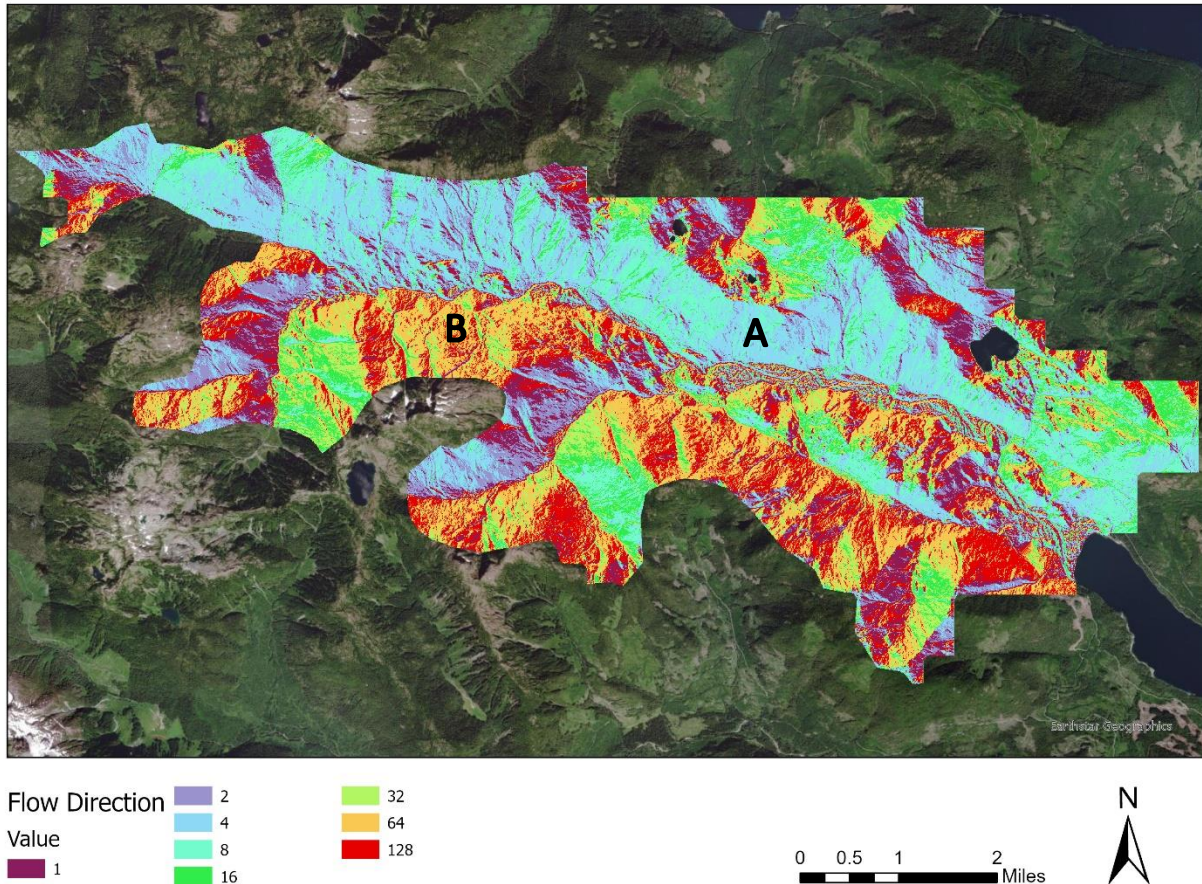 A
B
Earthstar Geographics
Flow Direction
Value
1
2
4
8
16
32
64
128
N
0 0.5 1 2
Miles